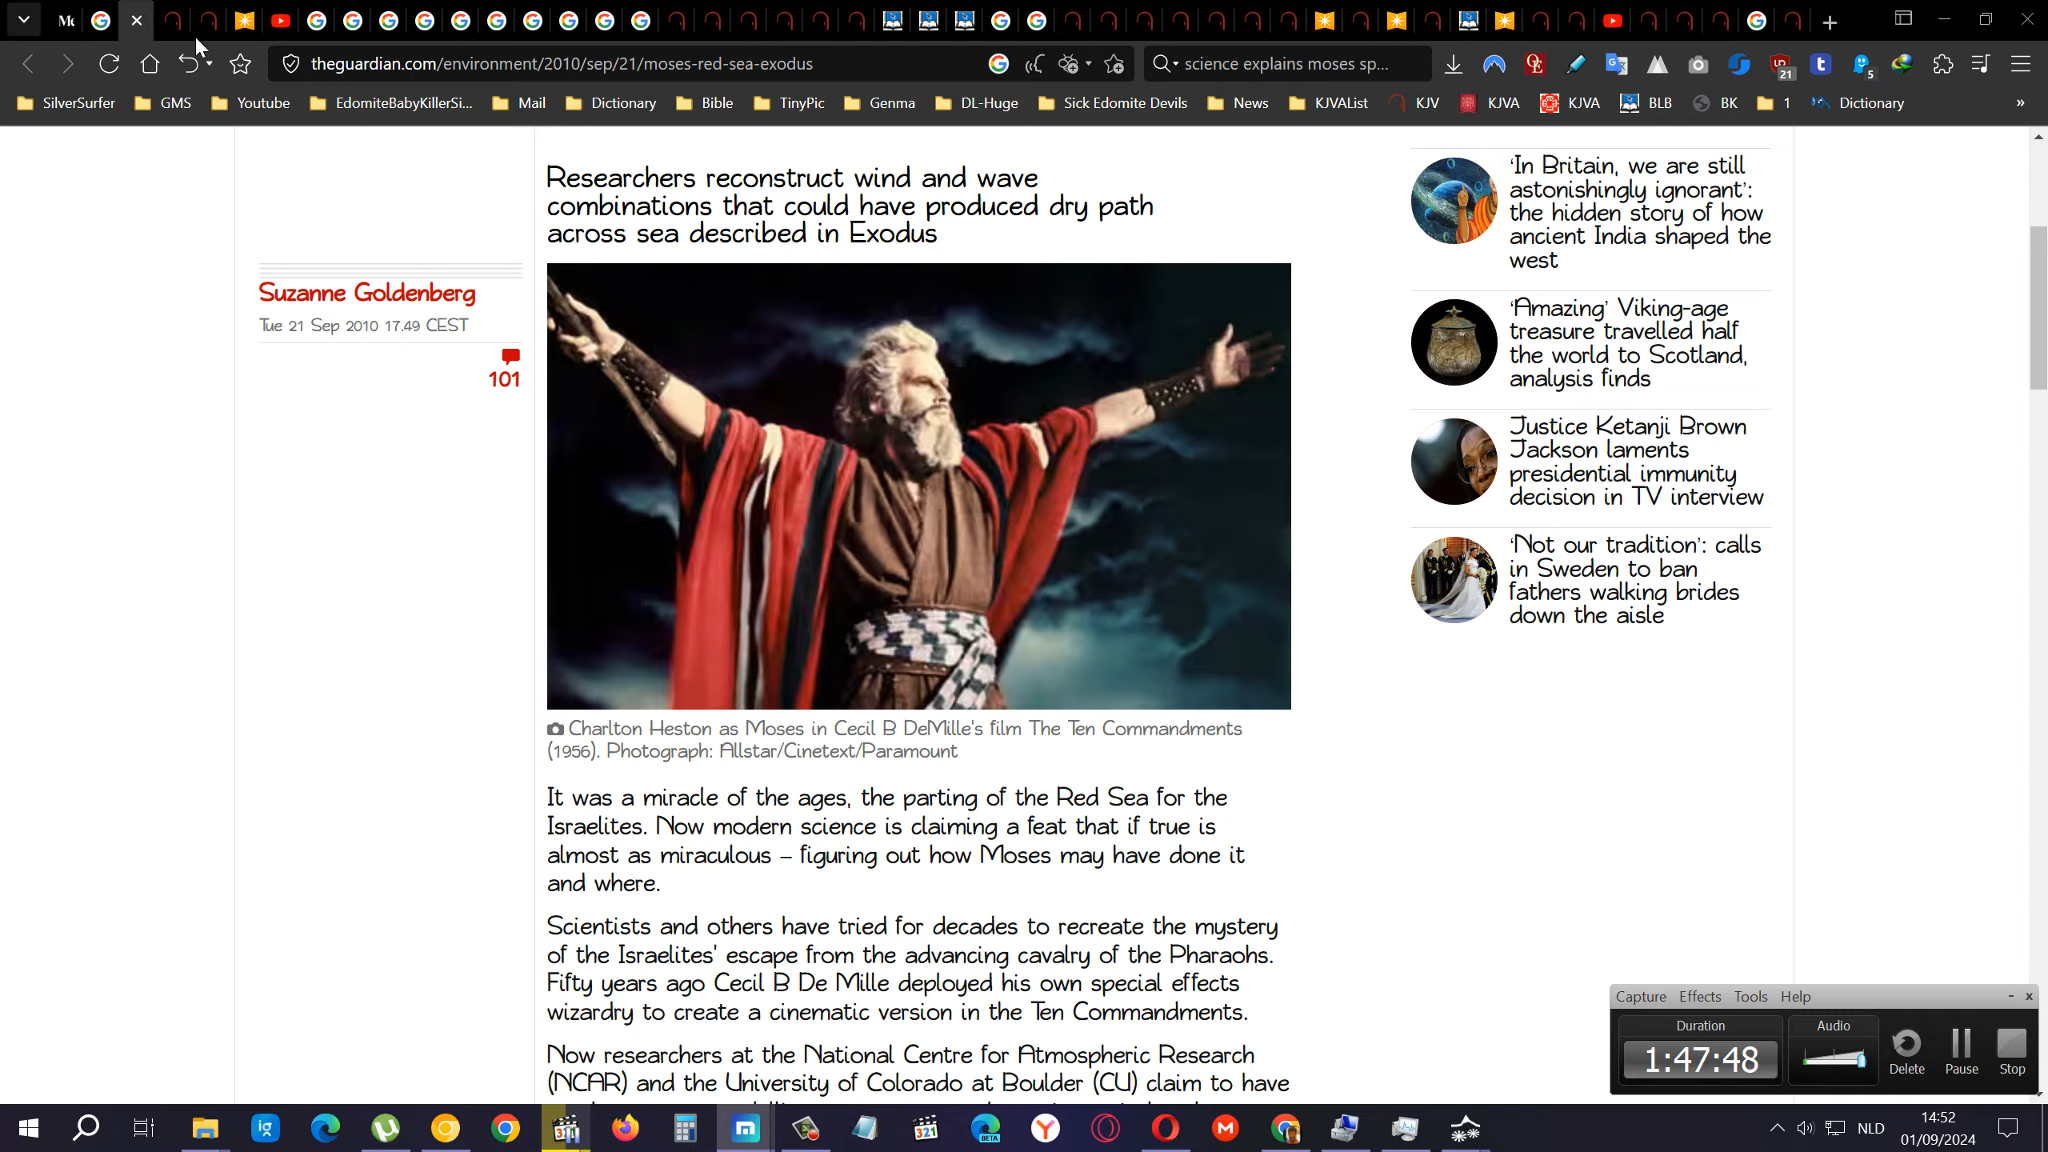 theguardian.com/environment/2010/sep/21/moses-red-sea-exodus
science explains moses sp...
21
5
SilverSurfer
GMS
Youtube
EdomiteBabyKillerSi...
Mail
Dictionary
Bible
TinyPic
Genma
DL-Huge
Sick Edomite Devils
News
KJVAList
KJV
KJVA
KJVA
BLB
BK
1
Dictionary
»
Researchers reconstruct wind and wave
combinations that could have produced dry path
across sea described in Exodus
Suzanne Goldenberg
Tue 21 Sep 2010 17.49 CEST
101
Charlton Heston as Moses in Cecil B DeMille's film The Ten Commandments
(1956). Photograph: Allstar/Cinetext/Paramount
It was a miracle of the ages, the parting of the Red Sea for the
Israelites. Now modern science is claiming a feat that if true is
almost as miraculous – figuring out how Moses may have done it
and where.
Scientists and others have tried for decades to recreate the mystery
of the Israelites' escape from the advancing cavalry of the Pharaohs.
Fifty years ago Cecil B De Mille deployed his own special effects
wizardry to create a cinematic version in the Ten Commandments.
Now researchers at the National Centre for Atmospheric Research
(NCAR) and the University of Colorado at Boulder (CU) claim to have
‘In Britain, we are still
astonishingly ignorant’:
the hidden story of how
ancient India shaped the
west
‘Amazing’ Viking-age
treasure travelled half
the world to Scotland,
analysis finds
Justice Ketanji Brown
Jackson laments
presidential immunity
decision in TV interview
‘Not our tradition’: calls
in Sweden to ban
fathers walking brides
down the aisle
Capture Effects Tools Help
Duration
1:47:48
Audio
Delete
Pause
Stop
ig
321
BETA
NLD
14:52
01/09/2024